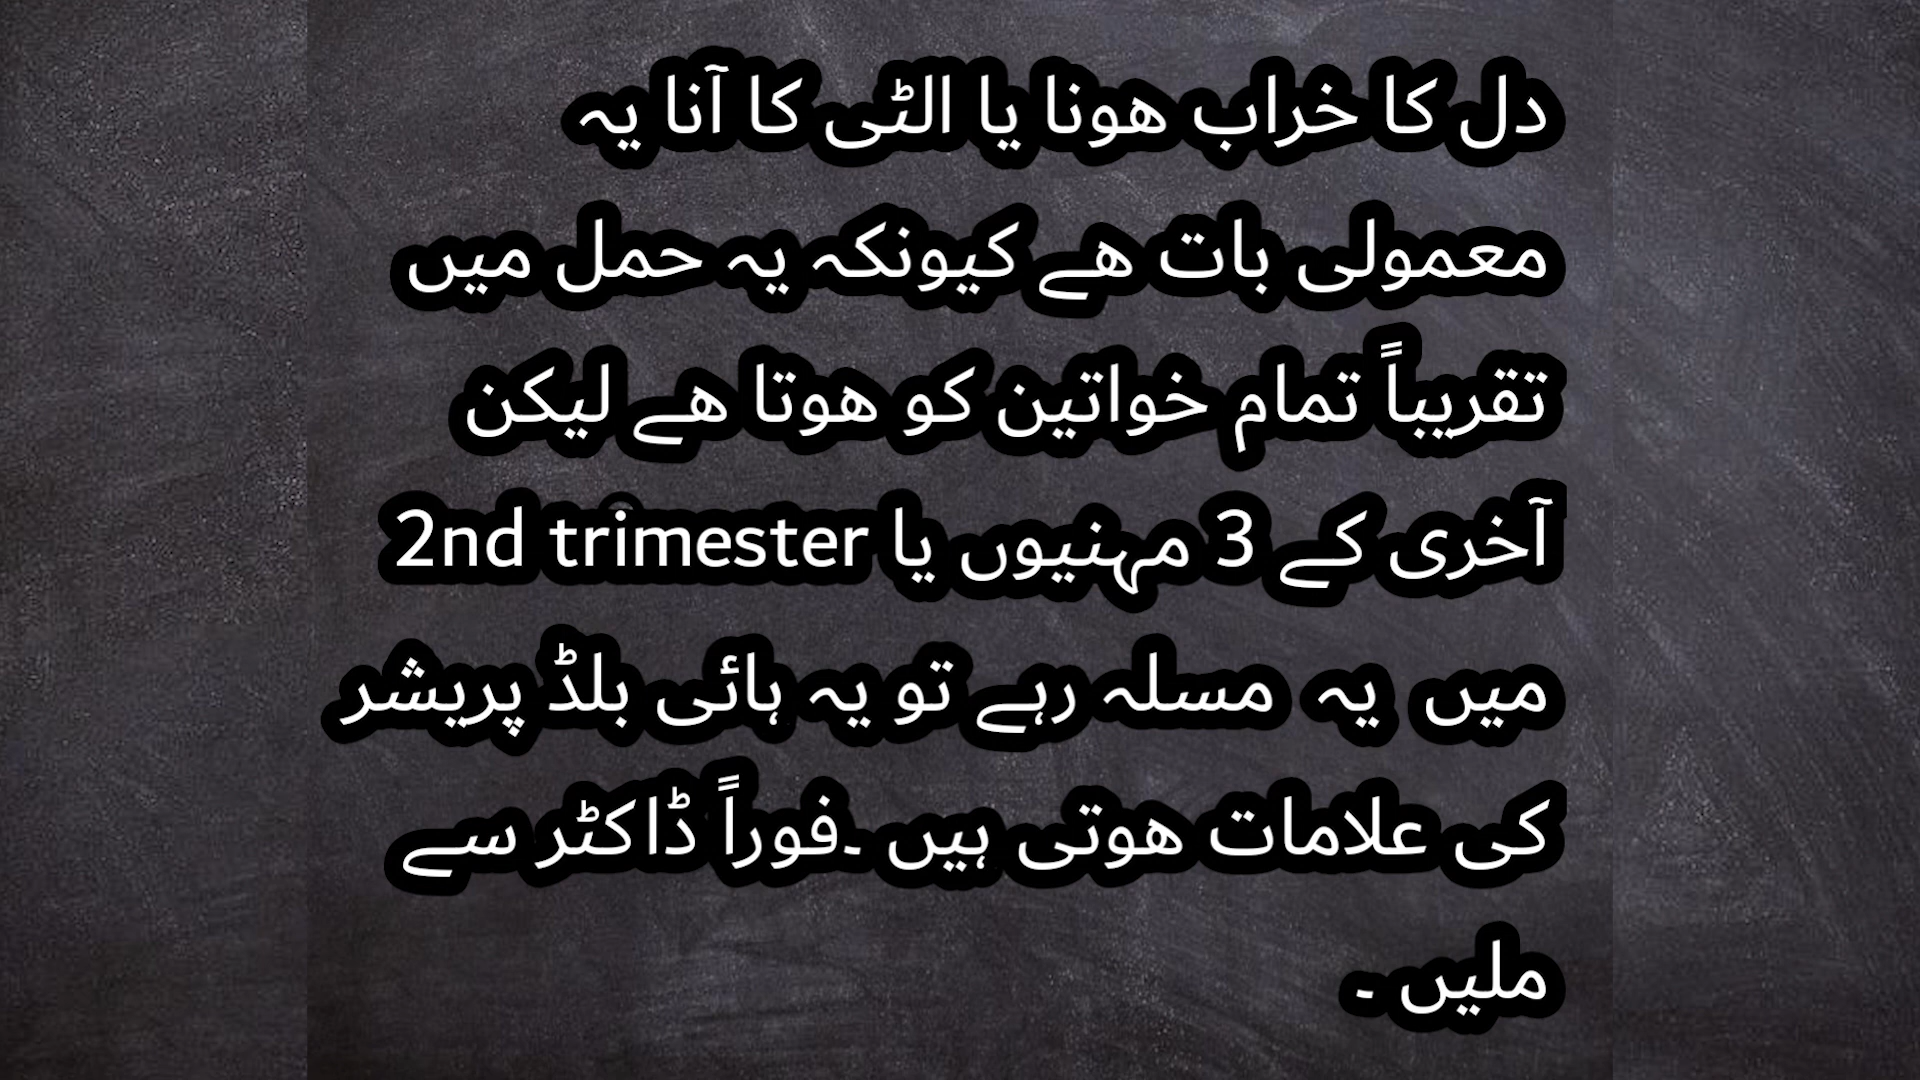 دل کا خراب ھونا یا الٹی کا آنا یہ
معمولی بات ھے کیونکہ یہ حمل میں
تقریباً تمام خواتین کو ھوتا ھے لیکن
آخری کے 3 مہنیوں یا 2nd trimester
میں یہ مسلہ رہے تو یہ ہائی بلڈ پریشر
کی علامات ھوتی ہیں ۔فوراً ڈاکٹر سے
ملیں ۔